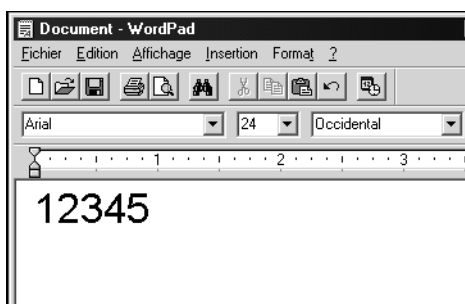 Document - WordPad
Fichier Edition Affichage Insertion Format ?
Arial 24 Occidental
1 2 3
12345